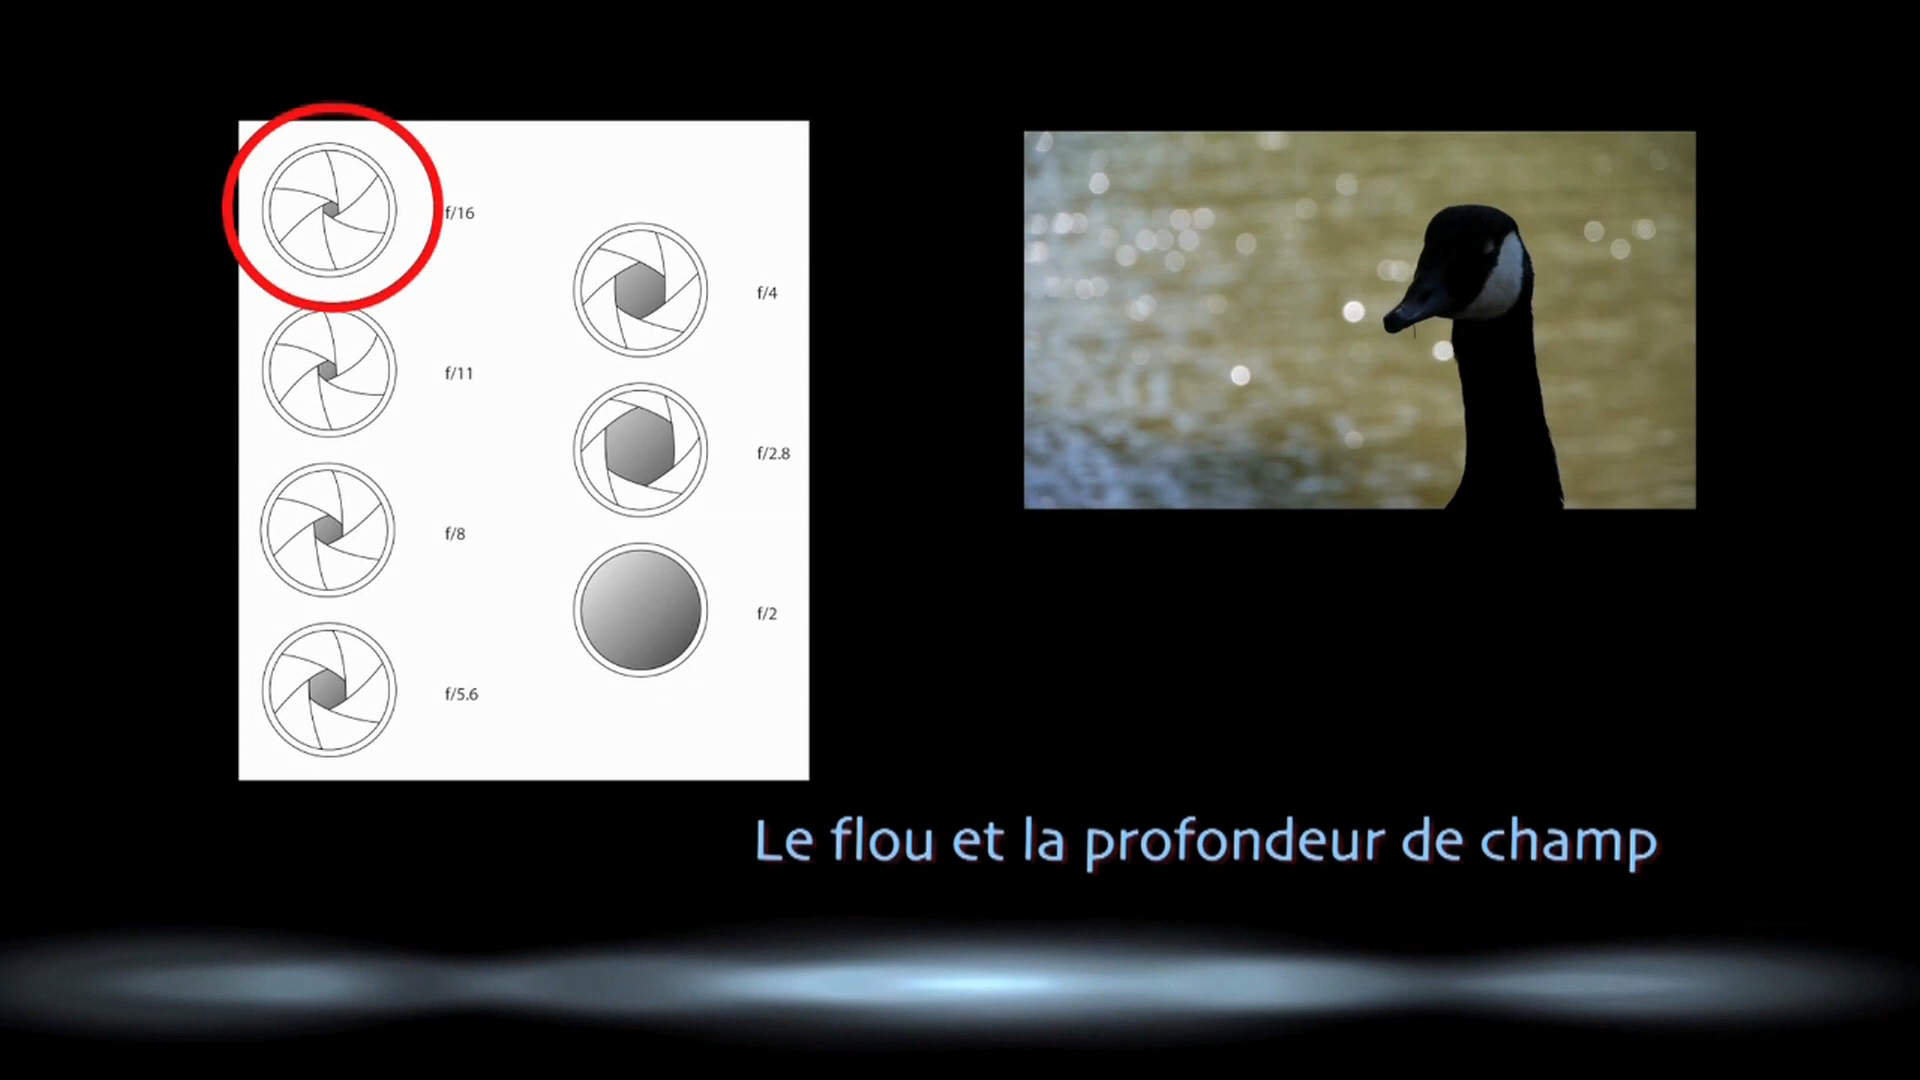 f/16
f/11
f/8
f/5.6
f/4
f/2.8
f/2
Le flou et la profondeur de champ